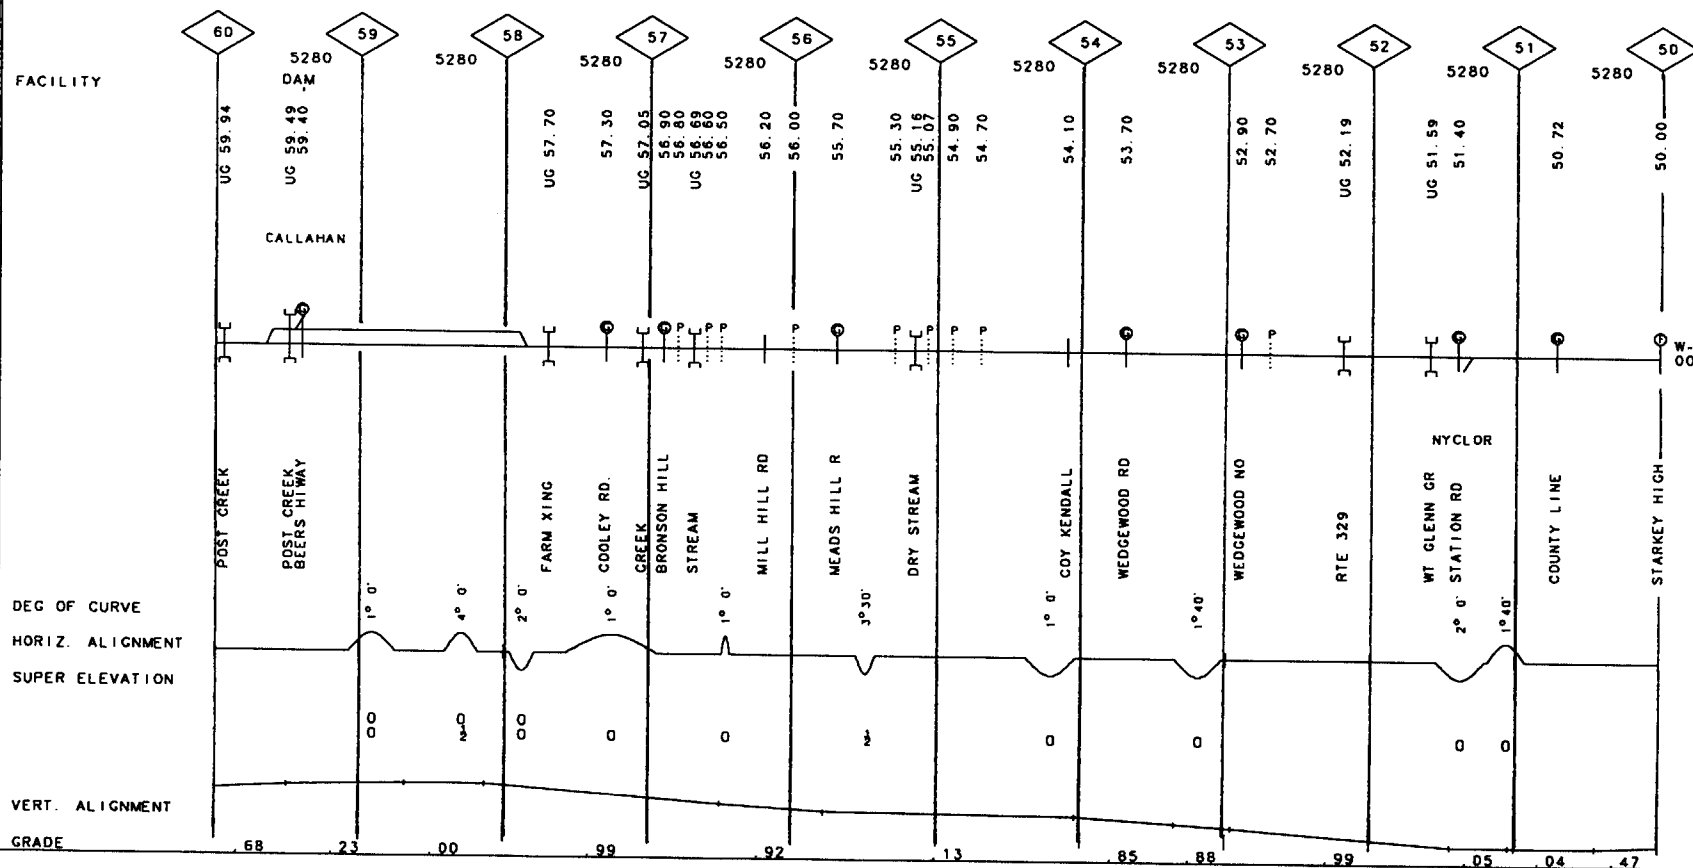 60 59 58 57 56 55 54 53 52 51 50
5280 5280 5280 5280 5280 5280 5280 5280 5280 5280
FACILITY
DAM
UG 59.94
UG 59.49
59.40
UG 57.70
57.30
UG 57.05
56.90
56.80
UG 56.69
56.60
56.50
56.20
56.00
55.70
55.30
UG 55.16
55.07
54.90
54.70
54.10
53.70
52.90
52.70
UG 52.19
UG 51.59
51.40
50.72
50.00
CALLAHAN
G G G P P P P G P P P P G G P G G P
W-
00
NYCLOR
POST CREEK
POST CREEK
BEERS HIWAY
FARM XING
COOLEY RD.
CREEK
BRONSON HILL
STREAM
MILL HILL RD
MEADS HILL R
DRY STREAM
COY KENDALL
WEDGEWOOD RD
WEDGEWOOD NO
RTE 329
WT GLENN CR
STATION RD
COUNTY LINE
STARKEY HIGH
DEG OF CURVE
1° 0' 4° 0' 2° 0' 1° 0' 1° 0' 3°30' 1° 0' 1°40' 2° 0' 1°40'
HORIZ. ALIGNMENT
SUPER ELEVATION
0 0 0
0 ½ 0 0 0 ½ 0 0 0 0
VERT. ALIGNMENT
GRADE
.68 .23 .00 .99 .92 .13 .85 .88 .99 .05 .04 .47